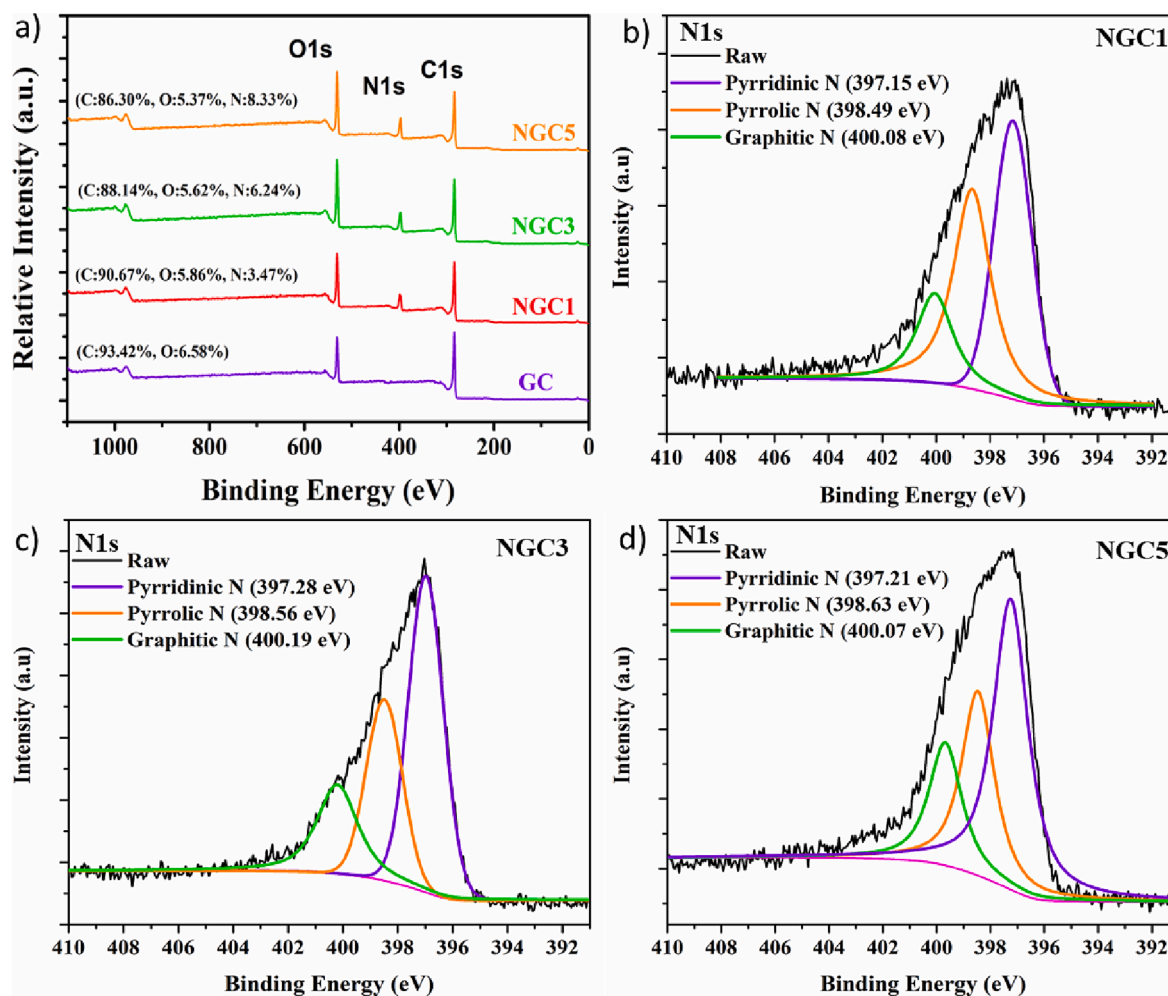 a)
O1s
N1s
C1s
(C:86.30%, O:5.37%, N:8.33%)
NGC5
(C:88.14%, O:5.62%, N:6.24%)
NGC3
(C:90.67%, O:5.86%, N:3.47%)
NGC1
(C:93.42%, O:6.58%)
GC
Relative Intensity (a.u.)
1000 800 600 400 200 0
Binding Energy (eV)
b)
N1s
NGC1
Raw
Pyrridinic N (397.15 eV)
Pyrrolic N (398.49 eV)
Graphitic N (400.08 eV)
Intensity (a.u)
410 408 406 404 402 400 398 396 394 392
Binding Energy (eV)
c)
N1s
NGC3
Raw
Pyrridinic N (397.28 eV)
Pyrrolic N (398.56 eV)
Graphitic N (400.19 eV)
Intensity (a.u)
410 408 406 404 402 400 397 396 394 392
Binding Energy (eV)
d)
N1s
NGC5
Raw
Pyrridinic N (397.21 eV)
Pyrrolic N (398.63 eV)
Graphitic N (400.07 eV)
Intensity (a.u)
410 408 406 404 402 400 398 396 394 392
Binding Energy (eV)